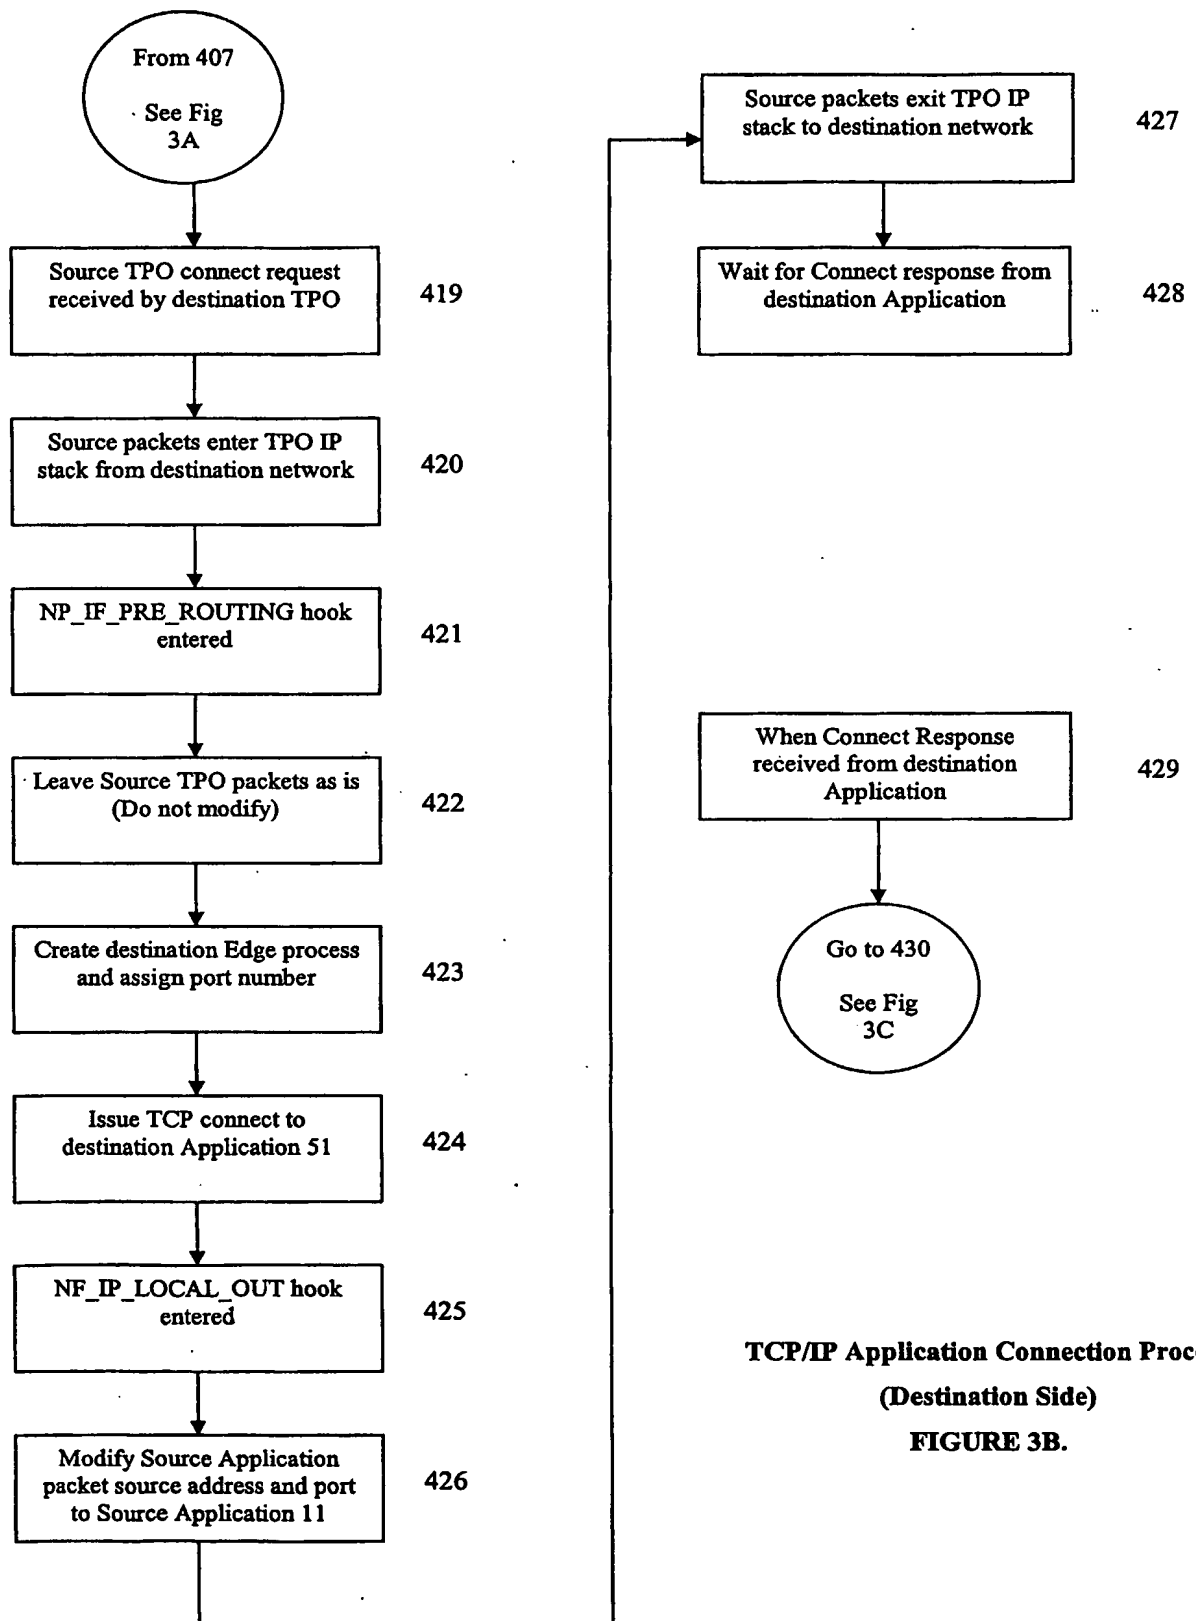 From 407
See Fig
3A
Source TPO connect request
received by destination TPO
419
Source packets enter TPO IP
stack from destination network
420
NP_IF_PRE_ROUTING hook
entered
421
Leave Source TPO packets as is
(Do not modify)
422
Create destination Edge process
and assign port number
423
Issue TCP connect to
destination Application 51
424
NF_IP_LOCAL_OUT hook
entered
425
Modify Source Application
packet source address and port
to Source Application 11
426
Source packets exit TPO IP
stack to destination network
427
Wait for Connect response from
destination Application
428
When Connect Response
received from destination
Application
429
Go to 430
See Fig
3C
TCP/IP Application Connection Proc
(Destination Side)
FIGURE 3B.